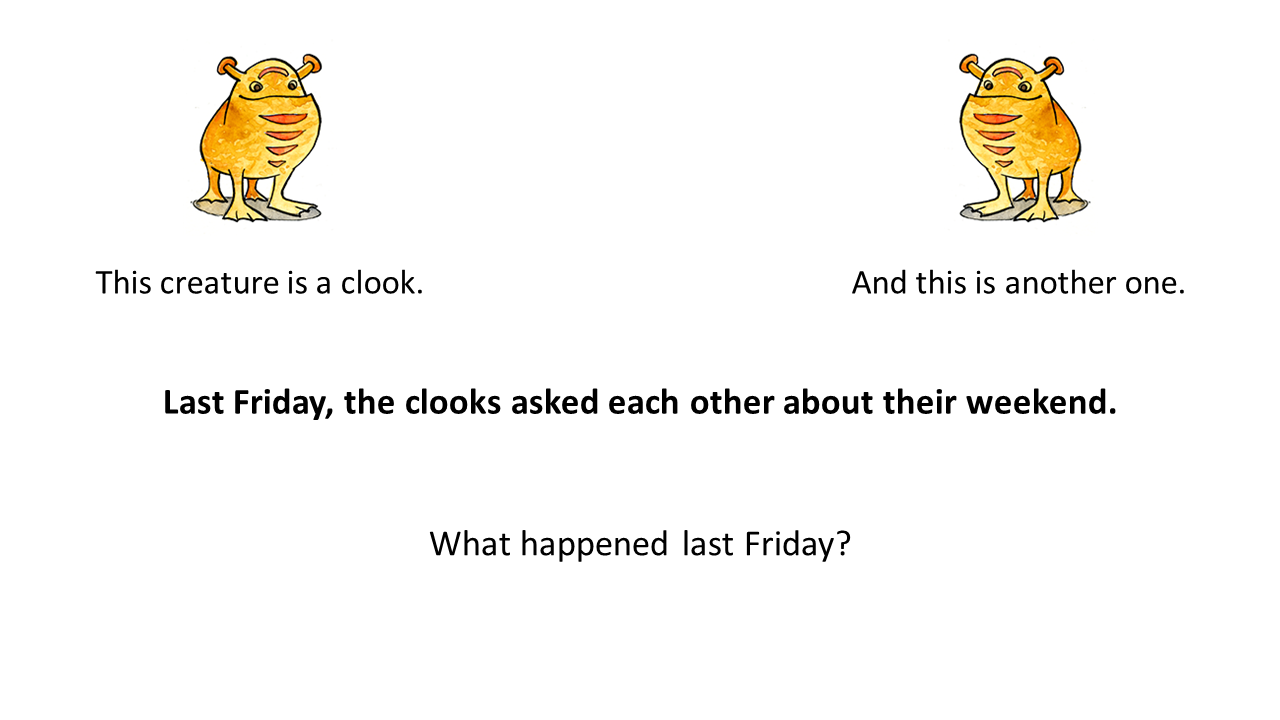 This creature is a clook.
And this is another one.
Last Friday, the clooks asked each other about their weekend.
What happened last Friday?